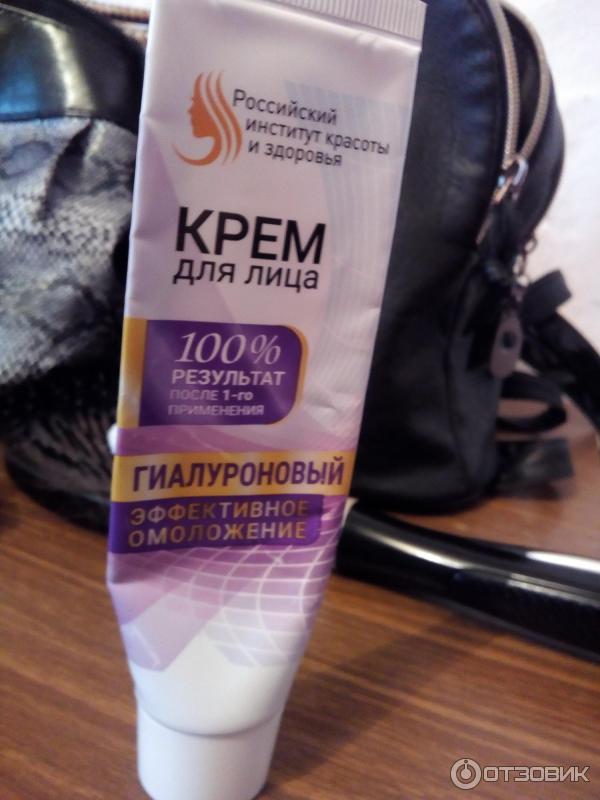 Российский
институт красоты
и здоровья
КРЕМ
для лица
100%
РЕЗУЛЬТАТ
ПОСЛЕ 1-го
ПРИМЕНЕНИЯ
ГИАЛУРОНОВЫЙ
ЭФФЕКТИВНОЕ
ОМОЛОЖЕНИЕ
ОТЗОВИК